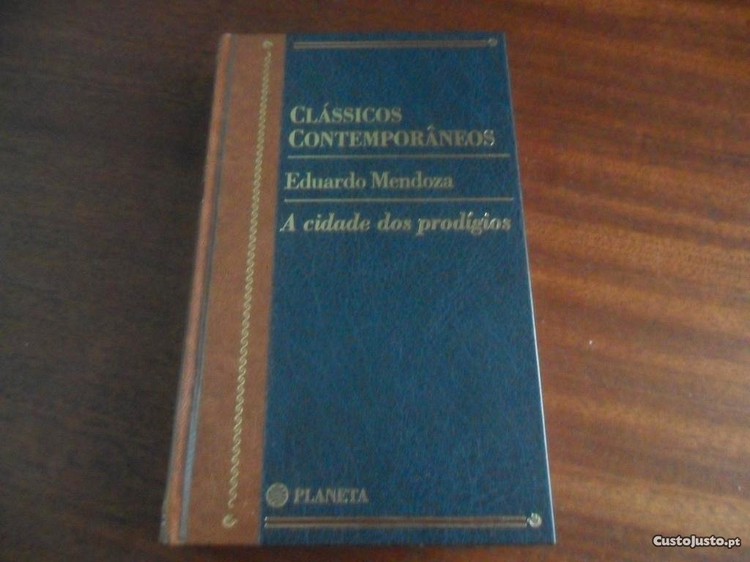 CLÁSSICOS
CONTEMPORÂNEOS
Eduardo Mendoza
A cidade dos prodígios
PLANETA
CustoJusto.pt